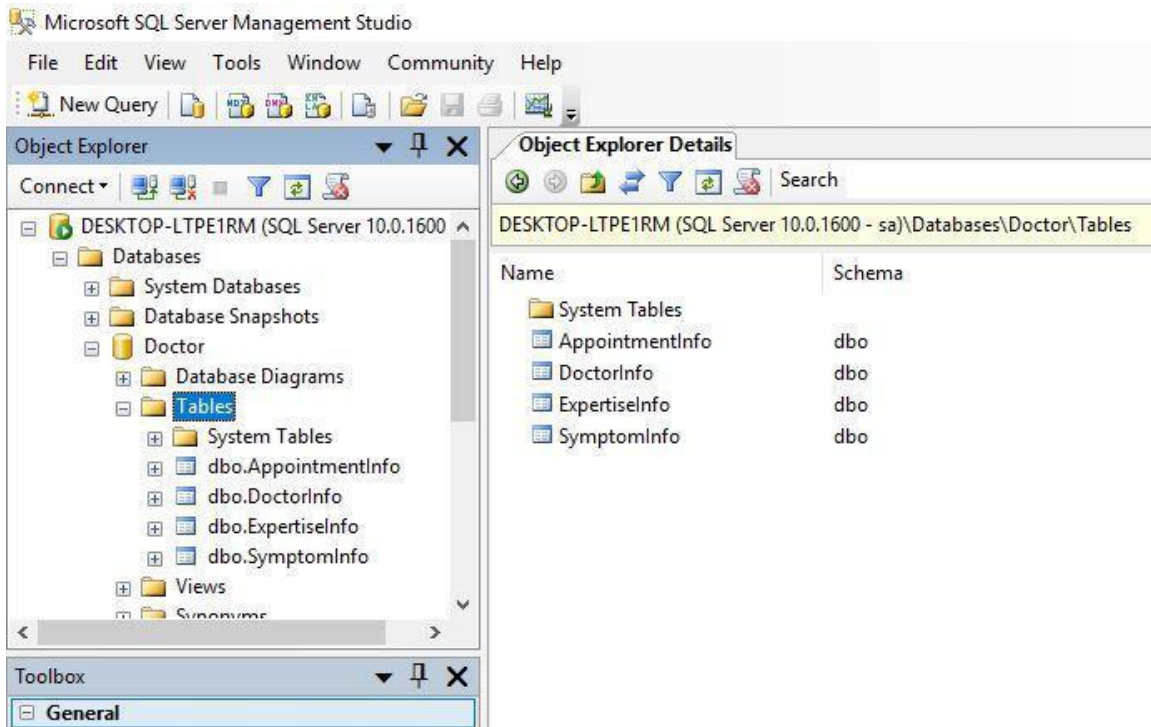 Microsoft SQL Server Management Studio
File Edit View Tools Window Community Help
New Query
Object Explorer
Connect
DESKTOP-LTPE1RM (SQL Server 10.0.1600
Databases
System Databases
Database Snapshots
Doctor
Database Diagrams
Tables
System Tables
dbo.AppointmentInfo
dbo.DoctorInfo
dbo.ExpertiseInfo
dbo.SymptomInfo
Views
Synonyms
Toolbox
General
Object Explorer Details
Search
DESKTOP-LTPE1RM (SQL Server 10.0.1600 - sa)\Databases\Doctor\Tables
Name Schema
System Tables
AppointmentInfo dbo
DoctorInfo dbo
ExpertiseInfo dbo
SymptomInfo dbo